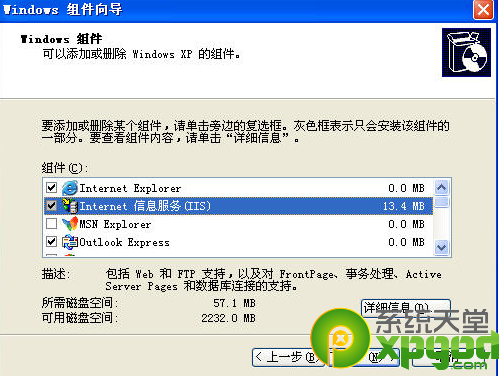 Windows 组件向导
Windows 组件
可以添加或删除 Windows XP 的组件。
要添加或删除某个组件，请单击旁边的复选框。灰色框表示只会安装该组件的
一部分。要查看组件内容，请单击“详细信息”。
组件(C):
Internet Explorer 0.0 MB
Internet 信息服务(IIS) 13.4 MB
MSN Explorer 0.0 MB
Outlook Express 0.0 MB
描述: 包括 Web 和 FTP 支持，以及对 FrontPage、事务处理、Active
Server Pages 和数据库连接的支持。
所需磁盘空间: 57.1 MB
可用磁盘空间: 2232.0 MB
详细信息(D)...
系统天堂
xpgod
<上一步(B) (N)>